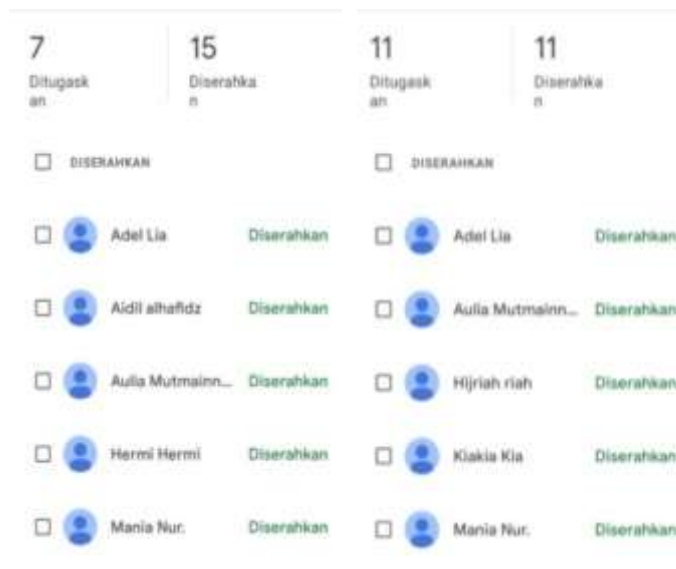 7
15
Ditugask
an
Diserahka
n
DISERAHKAN
Adel Lia Diserahkan
Aidil alhafidz Diserahkan
Aulia Mutmainn... Diserahkan
Hermi Hermi Diserahkan
Mania Nur. Diserahkan
11
11
Ditugask
an
Diserahka
n
DISERAHKAN
Adel Lia Diserahkan
Aulia Mutmainn... Diserahkan
Hijriah riah Diserahkan
Kiakia Kia Diserahkan
Mania Nur. Diserahkan